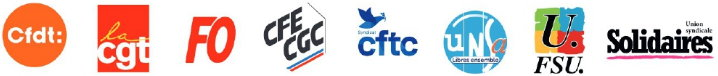 Cfdt:
la
cgt
FO
CFE
CGC
Syndicat
cftc
UNSa
Libres ensemble
U.
FSU.
Union
syndicale
Solidaires